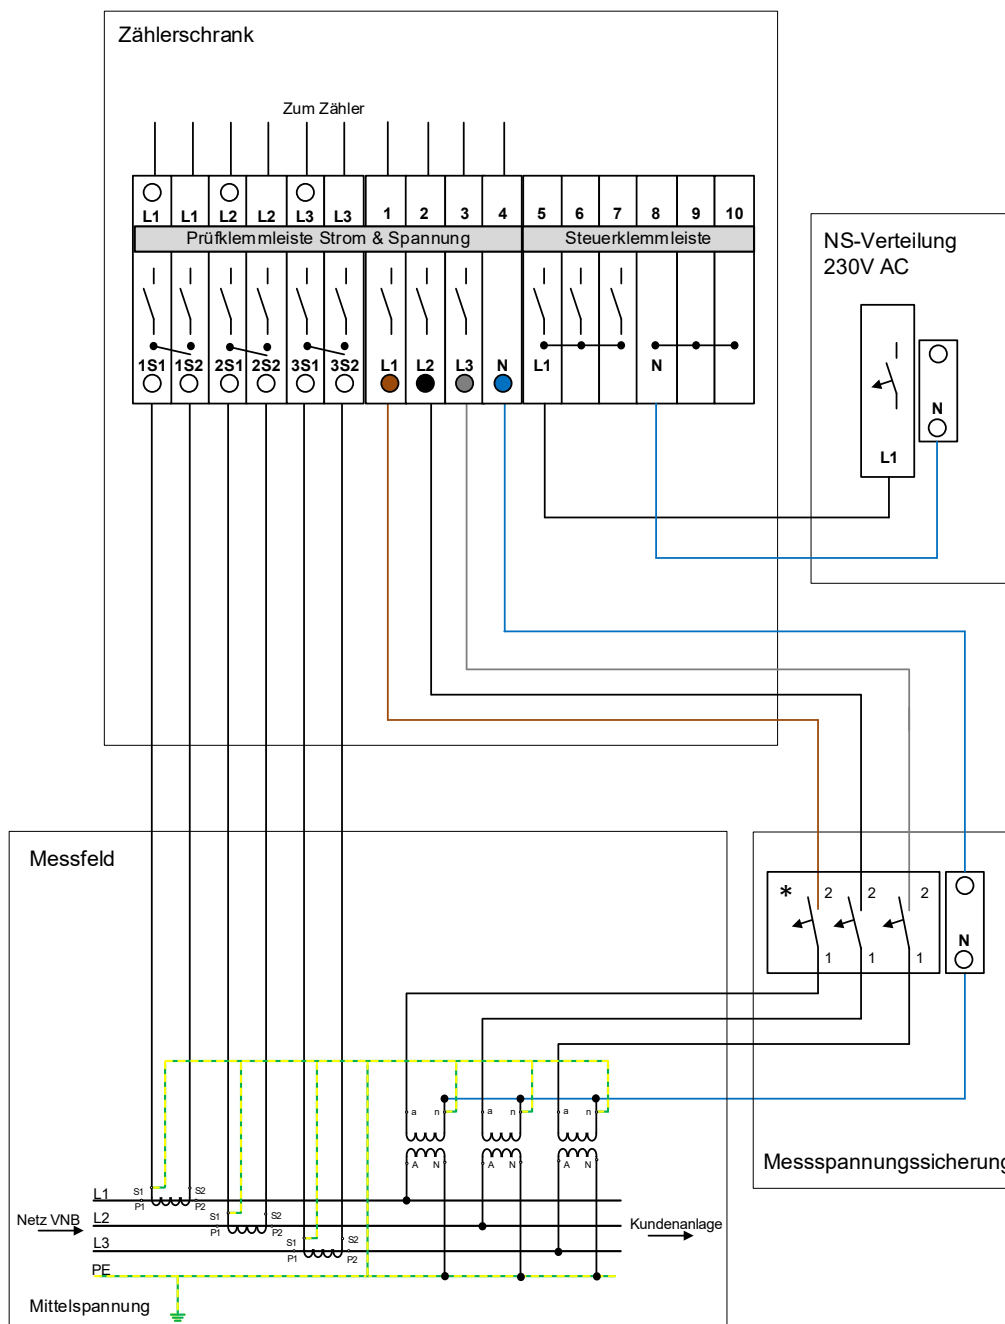 Zählerschrank
Zum Zähler
L1 L1 L2 L2 L3 L3 1 2 3 4 5 6 7 8 9 10
Prüfklemmleiste Strom & Spannung Steuerklemmleiste
1S1 1S2 2S1 2S2 3S1 3S2 L1 L2 L3 N L1 N
NS-Verteilung
230V AC
N
L1
Messfeld
* 2 2 2
N
1 1 1
a n a n a n
A N A N A N
Messspannungssicherung
L1 S1 S2
P1 P2
Netz VNB L2 S1 S2 Kundenanlage
P1 P2
L3 S1 S2
P1 P2
PE
Mittelspannung